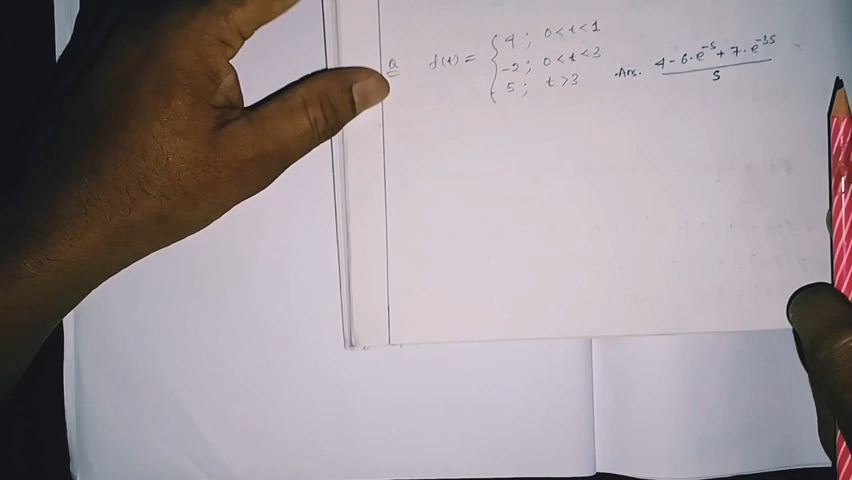 Q f(t) = { 4 ; 0 < t < 1
-2 ; 0 < t < 3
5 ; t > 3
Ans. 4 - 6 · e^-s + 7 · e^-3s / s